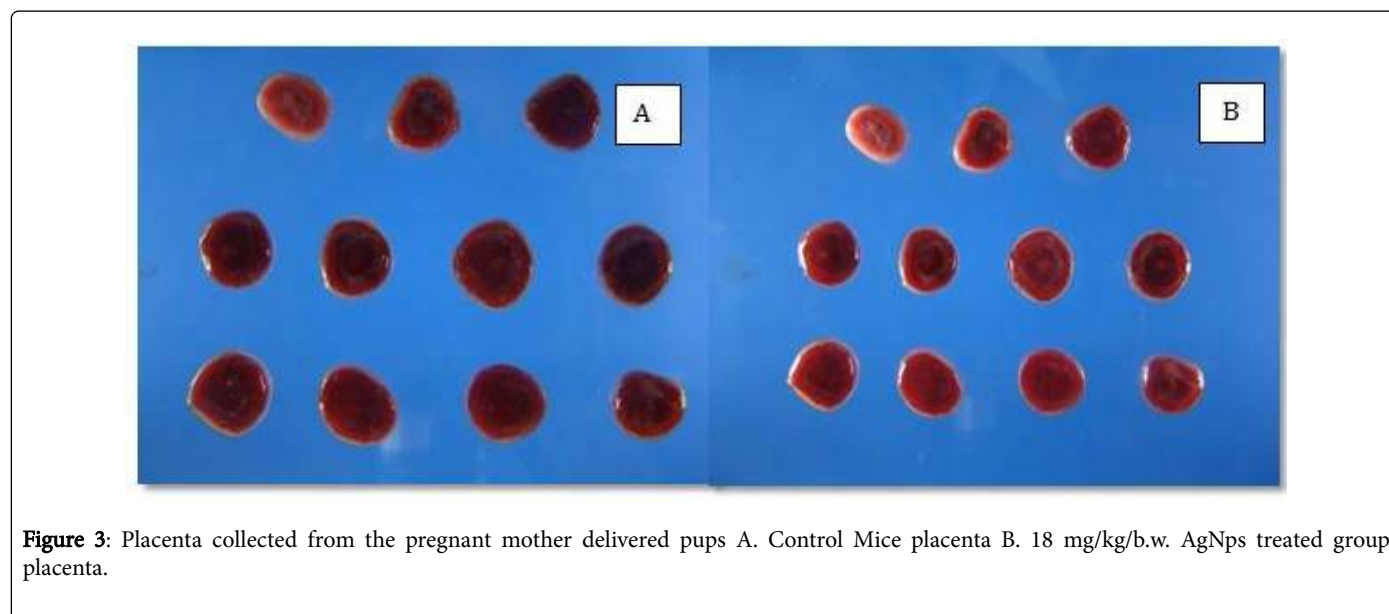 A
B
Figure 3: Placenta collected from the pregnant mother delivered pups A. Control Mice placenta B. 18 mg/kg/b.w. AgNps treated group
placenta.